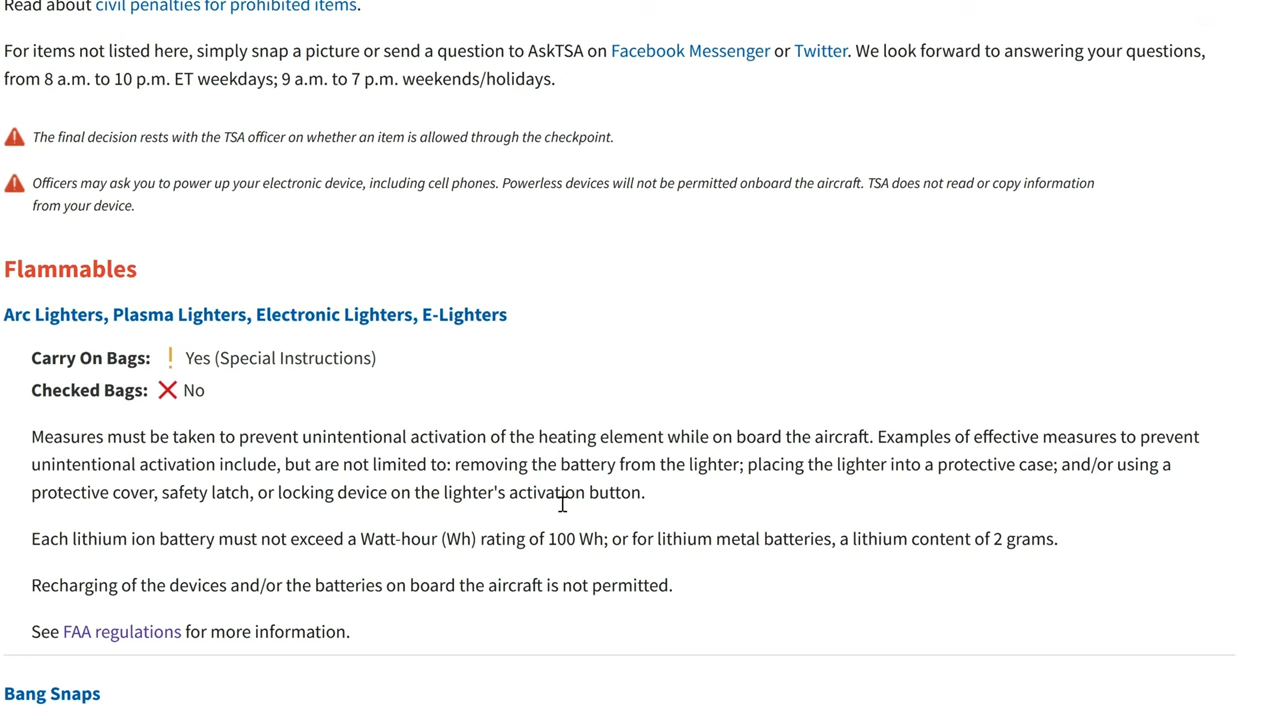 Read about civil penalties for prohibited items.
For items not listed here, simply snap a picture or send a question to AskTSA on Facebook Messenger or Twitter. We look forward to answering your questions,
from 8 a.m. to 10 p.m. ET weekdays; 9 a.m. to 7 p.m. weekends/holidays.
The final decision rests with the TSA officer on whether an item is allowed through the checkpoint.
Officers may ask you to power up your electronic device, including cell phones. Powerless devices will not be permitted onboard the aircraft. TSA does not read or copy information
from your device.
Flammables
Arc Lighters, Plasma Lighters, Electronic Lighters, E-Lighters
Carry On Bags: Yes (Special Instructions)
Checked Bags: No
Measures must be taken to prevent unintentional activation of the heating element while on board the aircraft. Examples of effective measures to prevent
unintentional activation include, but are not limited to: removing the battery from the lighter; placing the lighter into a protective case; and/or using a
protective cover, safety latch, or locking device on the lighter's activation button.
Each lithium ion battery must not exceed a Watt-hour (Wh) rating of 100 Wh; or for lithium metal batteries, a lithium content of 2 grams.
Recharging of the devices and/or the batteries on board the aircraft is not permitted.
See FAA regulations for more information.
Bang Snaps